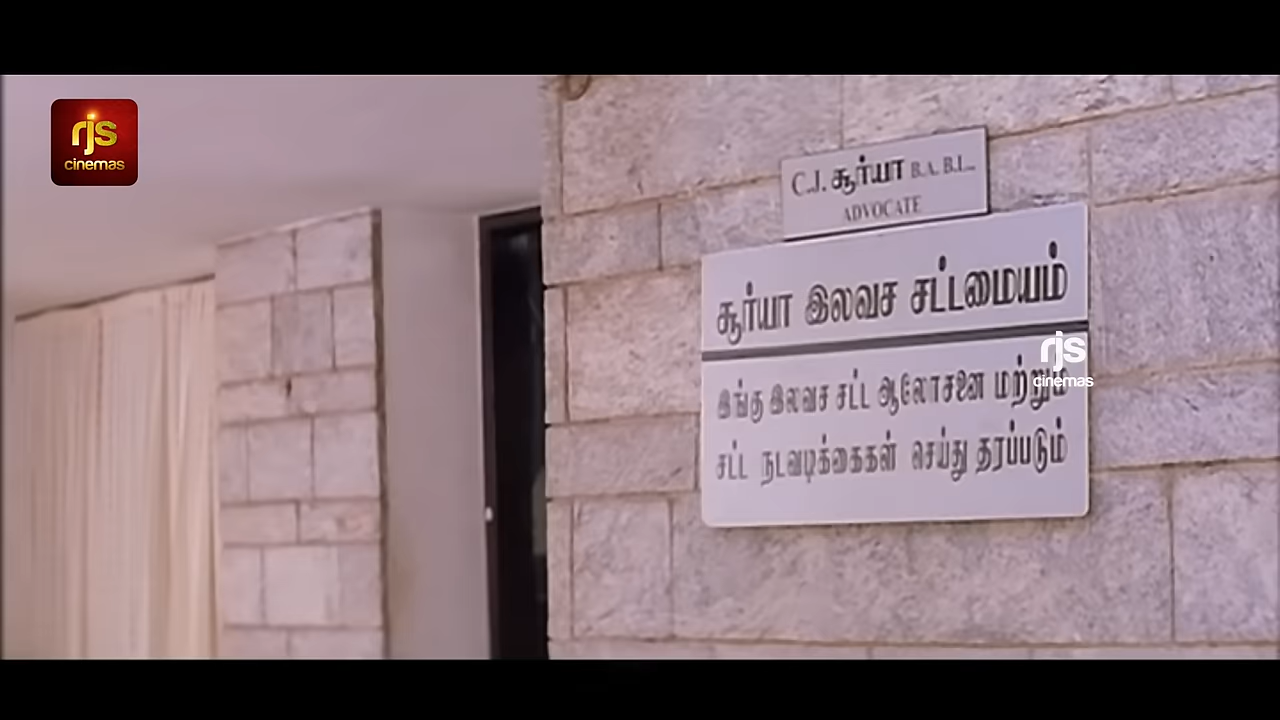 rjs
cinemas
C.J. சூர்யா B.A. B.L.,
ADVOCATE
சூர்யா இலவச சட்டமையம்
rjs
cinemas
இங்கு இலவச சட்ட ஆலோசனை மற்றும்
சட்ட நடவடிக்கைகள் செய்து தரப்படும்